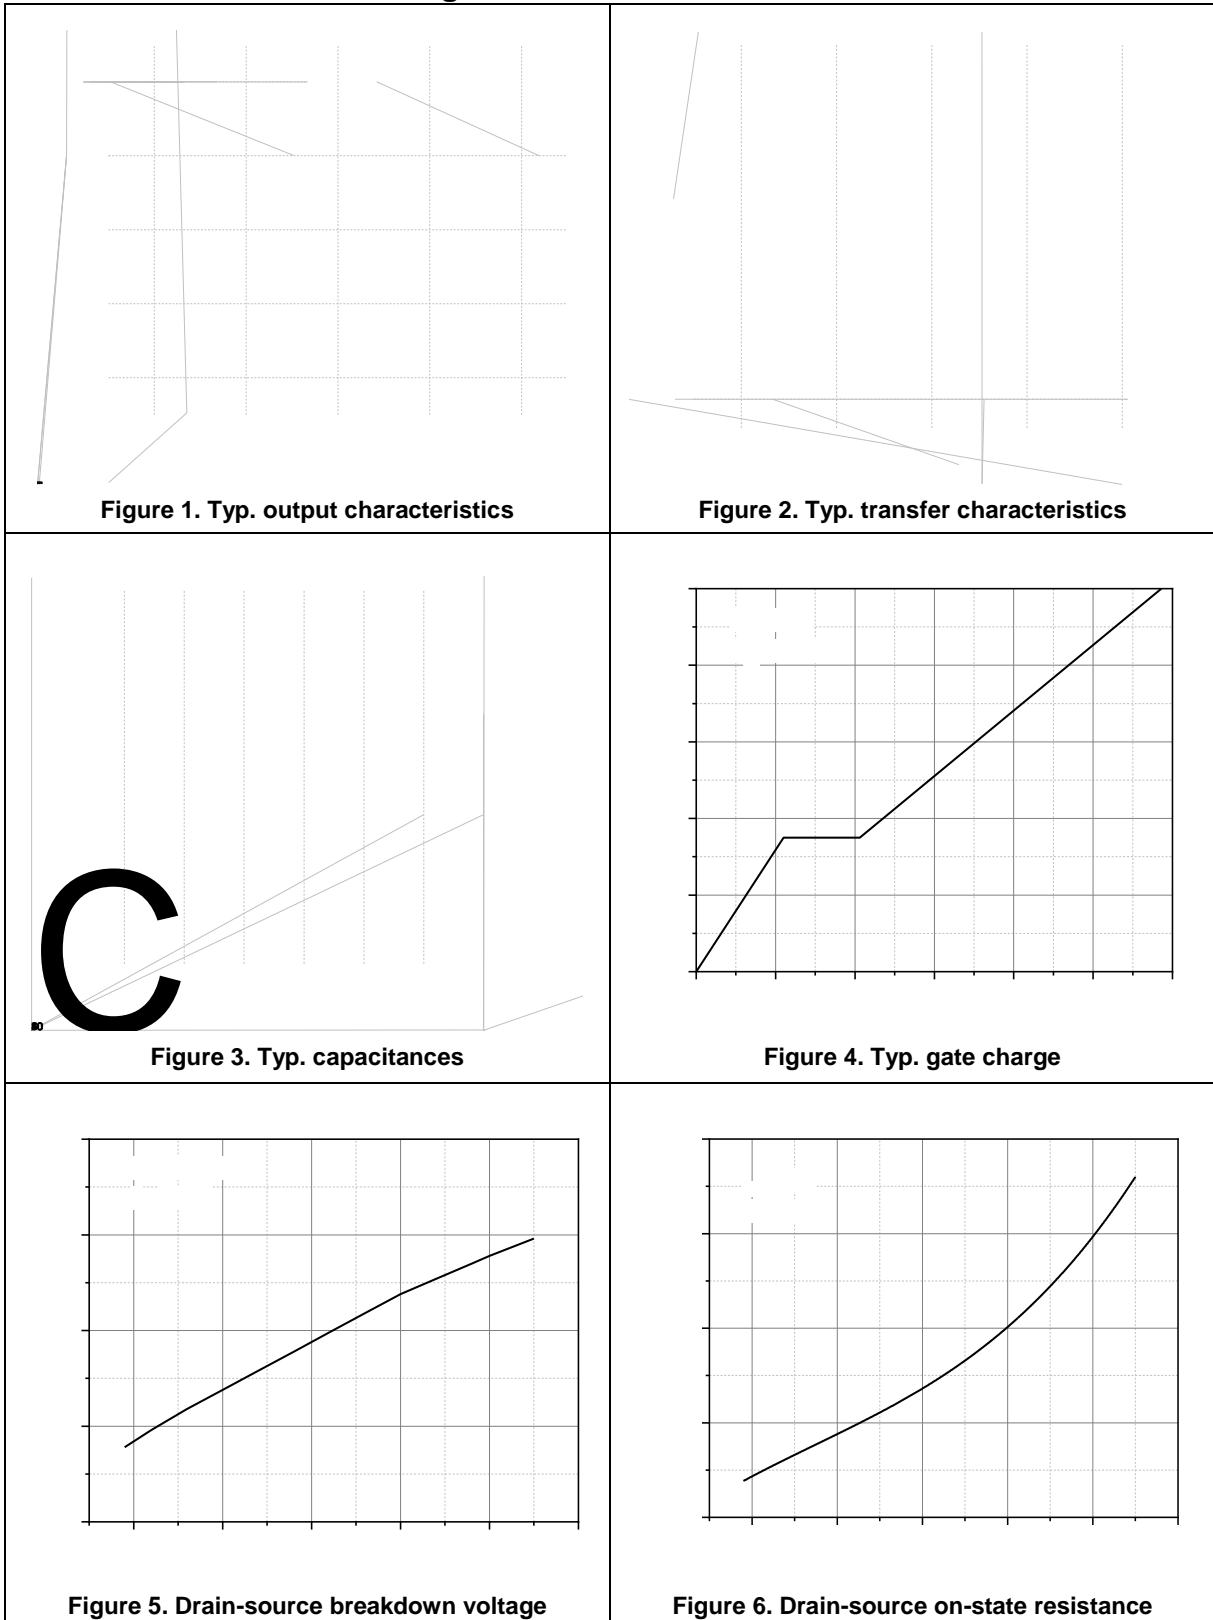 Figure 1. Typ. output characteristics
Figure 2. Typ. transfer characteristics
C
Figure 3. Typ. capacitances
Figure 4. Typ. gate charge
Figure 5. Drain-source breakdown voltage
Figure 6. Drain-source on-state resistance